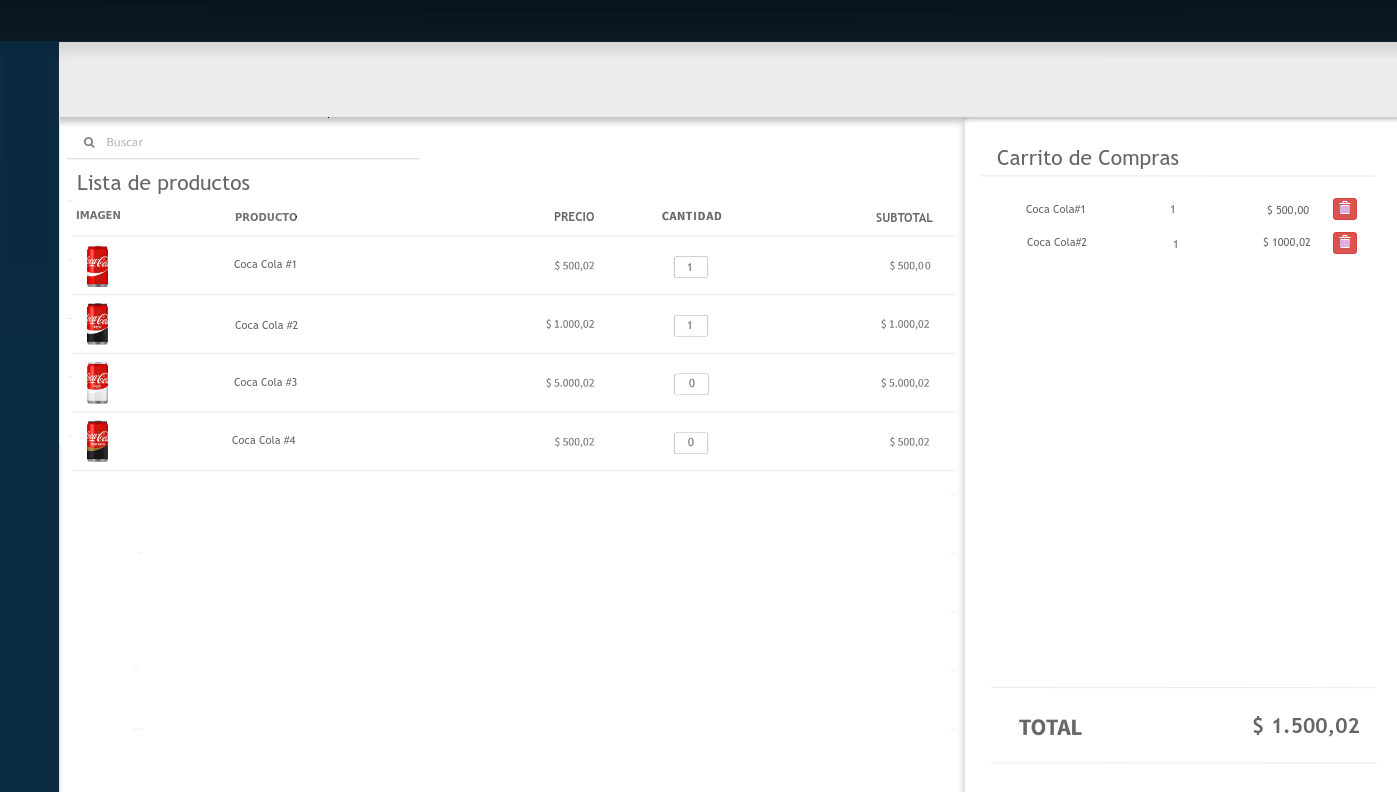 Buscar
Lista de productos
IMAGEN PRODUCTO PRECIO CANTIDAD SUBTOTAL
Coca Cola #1 $ 500,02 1 $ 500,00
Coca Cola #2 $ 1.000,02 1 $ 1.000,02
Coca Cola #3 $ 5.000,02 0 $ 5.000,02
Coca Cola #4 $ 500,02 0 $ 500,02
Carrito de Compras
Coca Cola#1 1 $ 500,00
Coca Cola#2 1 $ 1000,02
TOTAL $ 1.500,02